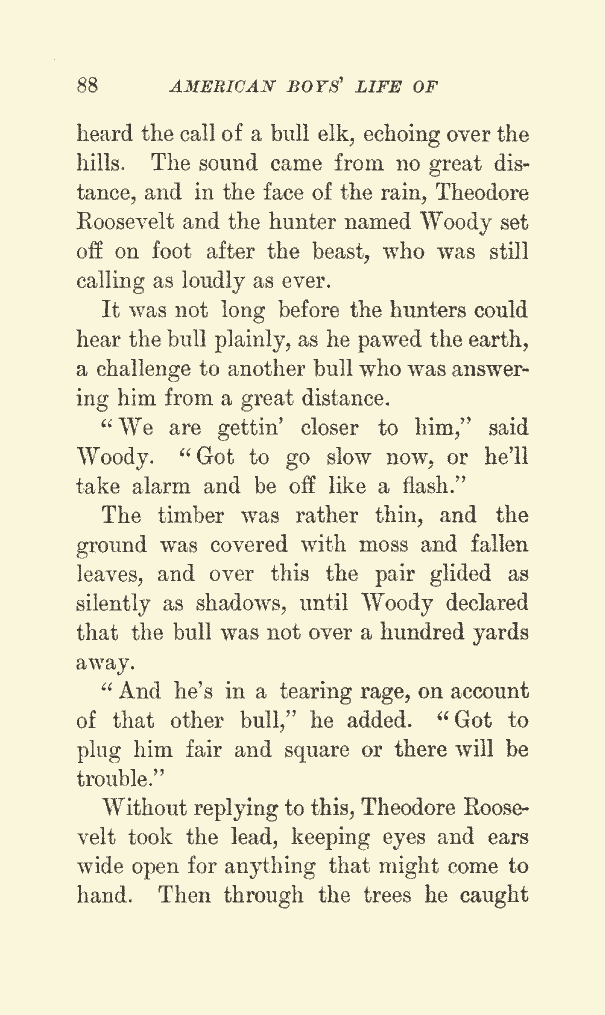 88 AMERICAN BOYS' LIFE OF
heard the call of a bull elk, echoing over the
hills. The sound came from no great dis-
tance, and in the face of the rain, Theodore
Roosevelt and the hunter named Woody set
off on foot after the beast, who was still
calling as loudly as ever.
It was not long before the hunters could
hear the bull plainly, as he pawed the earth,
a challenge to another bull who was answer-
ing him from a great distance.
"We are gettin' closer to him," said
Woody. "Got to go slow now, or he'll
take alarm and be off like a flash."
The timber was rather thin, and the
ground was covered with moss and fallen
leaves, and over this the pair glided as
silently as shadows, until Woody declared
that the bull was not over a hundred yards
away.
"And he's in a tearing rage, on account
of that other bull," he added. "Got to
plug him fair and square or there will be
trouble."
Without replying to this, Theodore Roose-
velt took the lead, keeping eyes and ears
wide open for anything that might come to
hand. Then through the trees he caught